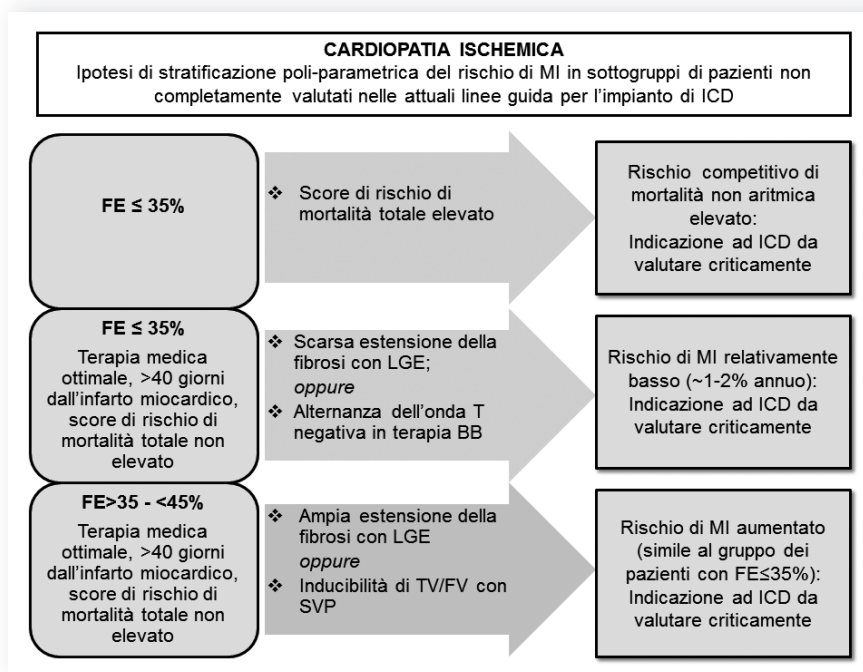 CARDIOPATIA ISCHEMICA
Ipotesi di stratificazione poli-parametrica del rischio di MI in sottogruppi di pazienti non
completamente valutati nelle attuali linee guida per l'impianto di ICD
FE ≤ 35%
❖ Score di rischio di
mortalità totale elevato
Rischio competitivo di
mortalità non aritmica
elevato:
Indicazione ad ICD da
valutare criticamente
FE ≤ 35%
Terapia medica
ottimale, >40 giorni
dall'infarto miocardico,
score di rischio di
mortalità totale non
elevato
❖ Scarsa estensione della
fibrosi con LGE;
oppure
❖ Alternanza dell'onda T
negativa in terapia BB
Rischio di MI relativamente
basso (~1-2% annuo):
Indicazione ad ICD da
valutare criticamente
FE>35 - <45%
Terapia medica
ottimale, >40 giorni
dall'infarto miocardico,
score di rischio di
mortalità totale non
elevato
❖ Ampia estensione della
fibrosi con LGE
oppure
❖ Inducibilità di TV/FV con
SVP
Rischio di MI aumentato
(simile al gruppo dei
pazienti con FE≤35%):
Indicazione ad ICD da
valutare criticamente